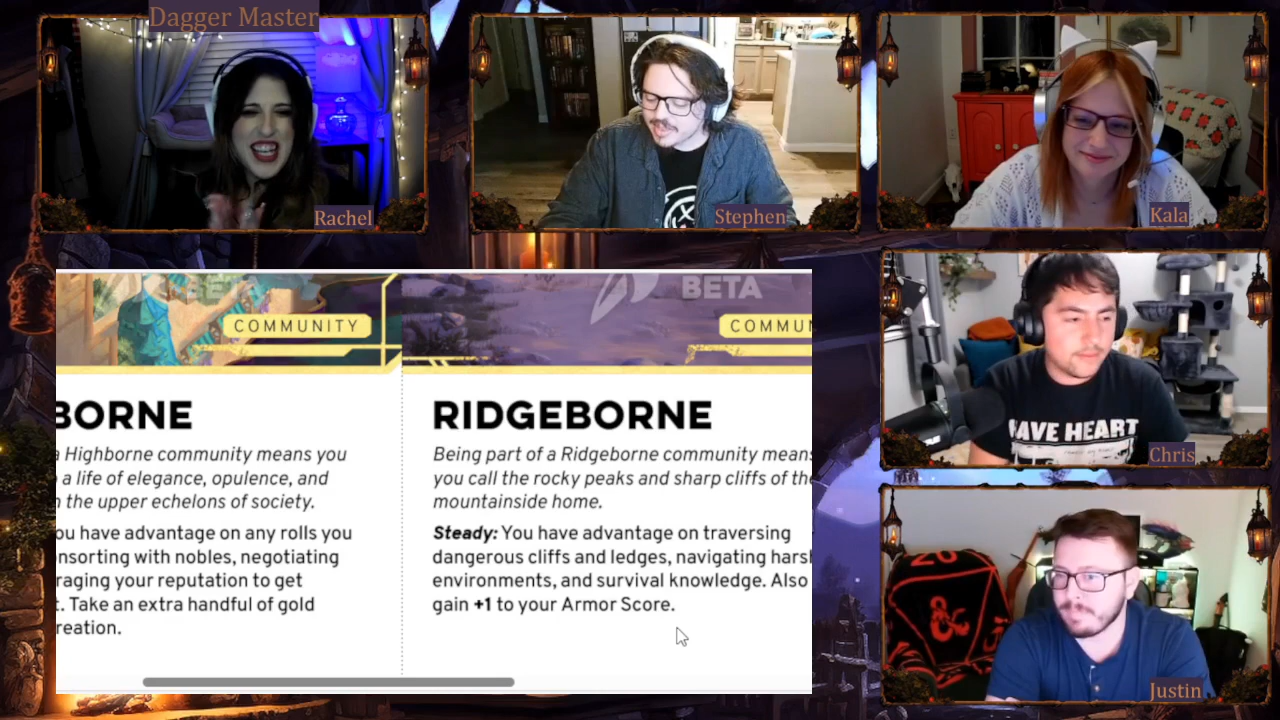 Dagger Master
Rachel
Stephen
Kala
BETA
COMMUNITY
BORNE
a Highborne community means you
a life of elegance, opulence, and
the upper echelons of society.
ou have advantage on any rolls you
nsorting with nobles, negotiating
raging your reputation to get
t. Take an extra handful of gold
reation.
BETA
COMMUN
RIDGEBORNE
Being part of a Ridgeborne community means
you call the rocky peaks and sharp cliffs of the
mountainside home.
Steady: You have advantage on traversing
dangerous cliffs and ledges, navigating harsh
environments, and survival knowledge. Also
gain +1 to your Armor Score.
HAVE HEART
Chris
20
&
Justin